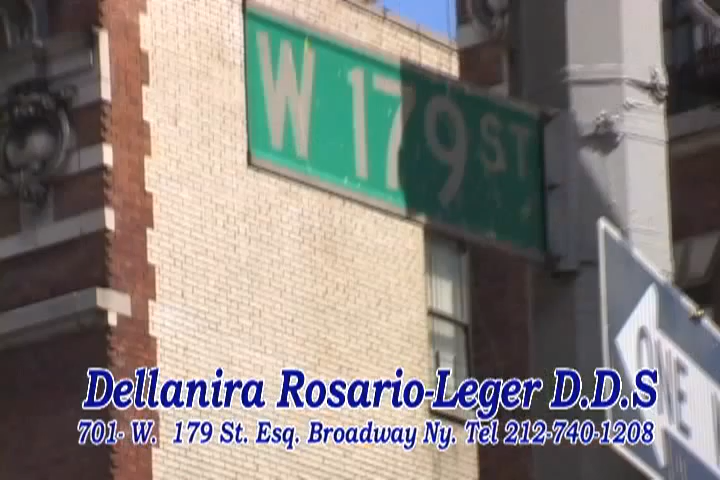 W 179 ST
ONE
Dellanira Rosario-Leger D.D.S
701- W. 179 St. Esq. Broadway Ny. Tel 212-740-1208